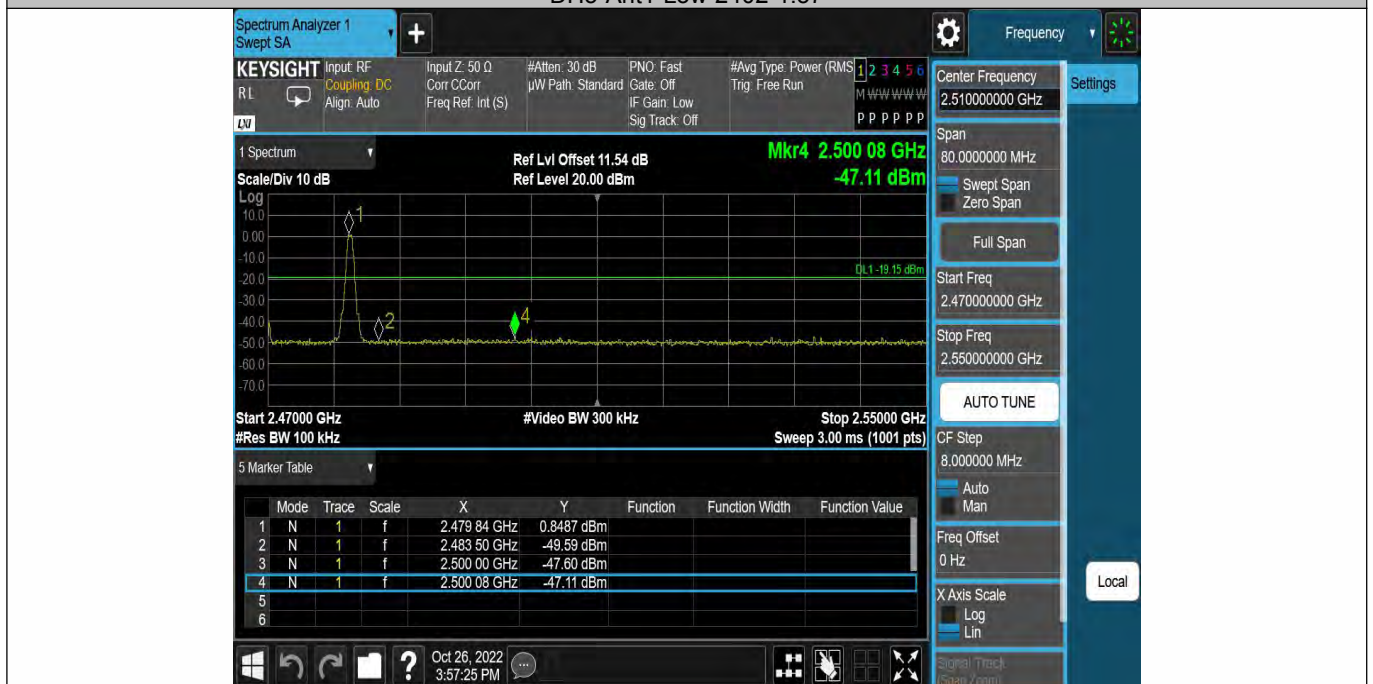 Spectrum Analyzer 1
Swept SA
Frequency
KEYSIGHT
RL
LXI
Input: RF
Coupling: DC
Align: Auto
Input Z: 50 Ω
Corr CCorr
Freq Ref: Int (S)
#Atten: 30 dB
µW Path: Standard
PNO: Fast
Gate: Off
IF Gain: Low
Sig Track: Off
#Avg Type: Power (RMS
Trig: Free Run
1 2 3 4 5 6
M W W W W W
P P P P P P
1 Spectrum
Scale/Div 10 dB
Ref Lvl Offset 11.54 dB
Ref Level 20.00 dBm
Mkr4 2.500 08 GHz
-47.11 dBm
Log
10.0
0.00
-10.0
-20.0
-30.0
-40.0
-50.0
-60.0
-70.0
1
2
4
DL1 -19.15 dBm
Start 2.47000 GHz
#Video BW 300 kHz
Stop 2.55000 GHz
#Res BW 100 kHz
Sweep 3.00 ms (1001 pts)
5 Marker Table
Mode Trace Scale X Y Function Function Width Function Value
1 N 1 f 2.479 84 GHz 0.8487 dBm
2 N 1 f 2.483 50 GHz -49.59 dBm
3 N 1 f 2.500 00 GHz -47.60 dBm
4 N 1 f 2.500 08 GHz -47.11 dBm
5
6
Oct 26, 2022
3:57:25 PM
Center Frequency
2.510000000 GHz
Settings
Span
80.0000000 MHz
Swept Span
Zero Span
Full Span
Start Freq
2.470000000 GHz
Stop Freq
2.550000000 GHz
AUTO TUNE
CF Step
8.000000 MHz
Auto
Man
Freq Offset
0 Hz
X Axis Scale
Log
Lin
Local
Signal Track
(Span Zoom)